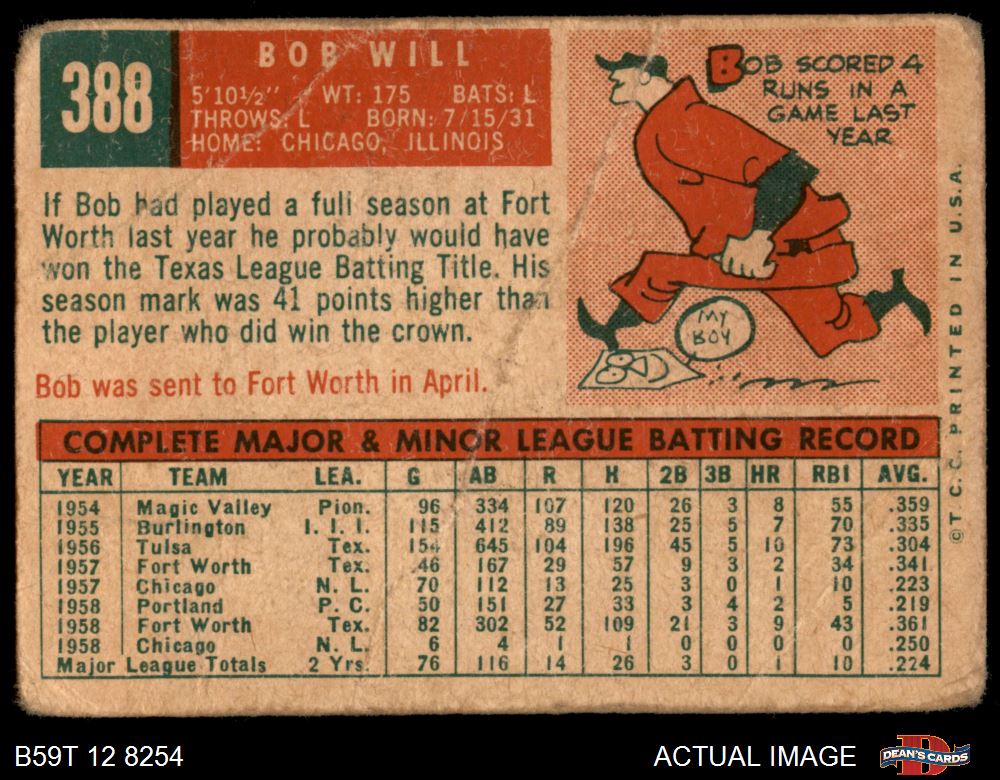 388
BOB WILL
5'10½" WT: 175 BATS: L
THROWS: L BORN: 7/15/31
HOME: CHICAGO, ILLINOIS
BOB SCORED 4
RUNS IN A
GAME LAST
YEAR
MY
BOY
If Bob had played a full season at Fort
Worth last year he probably would have
won the Texas League Batting Title. His
season mark was 41 points higher than
the player who did win the crown.
Bob was sent to Fort Worth in April.
COMPLETE MAJOR & MINOR LEAGUE BATTING RECORD
YEAR TEAM LEA. G AB R H 2B 3B HR RBI AVG.
1954 Magic Valley Pion. 96 334 107 120 26 3 8 55 .359
1955 Burlington I. I. I. 115 412 89 138 25 5 7 70 .335
1956 Tulsa Tex. 154 645 104 196 45 5 10 73 .304
1957 Fort Worth Tex. 46 167 29 57 9 3 2 34 .341
1957 Chicago N. L. 70 112 13 25 3 0 1 10 .223
1958 Portland P. C. 50 151 27 33 3 4 2 5 .219
1958 Fort Worth Tex. 82 302 52 109 21 3 9 43 .361
1958 Chicago N. L. 6 4 1 1 0 0 0 0 .250
Major League Totals 2 Yrs. 76 116 14 26 3 0 1 10 .224
© T. C. C. PRINTED IN U.S.A.
B59T 12 8254
ACTUAL IMAGE
D
DEAN'S CARDS